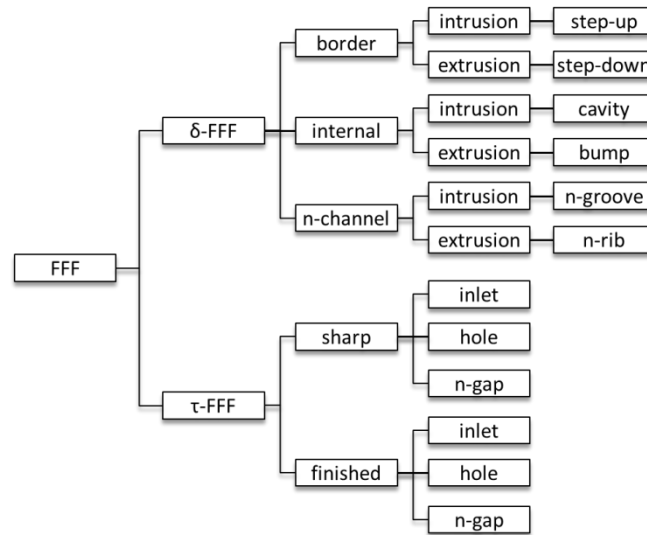 border
intrusion
step-up
extrusion
step-down
δ-FFF
internal
intrusion
cavity
extrusion
bump
n-channel
intrusion
n-groove
extrusion
n-rib
FFF
inlet
sharp
hole
n-gap
τ-FFF
inlet
finished
hole
n-gap